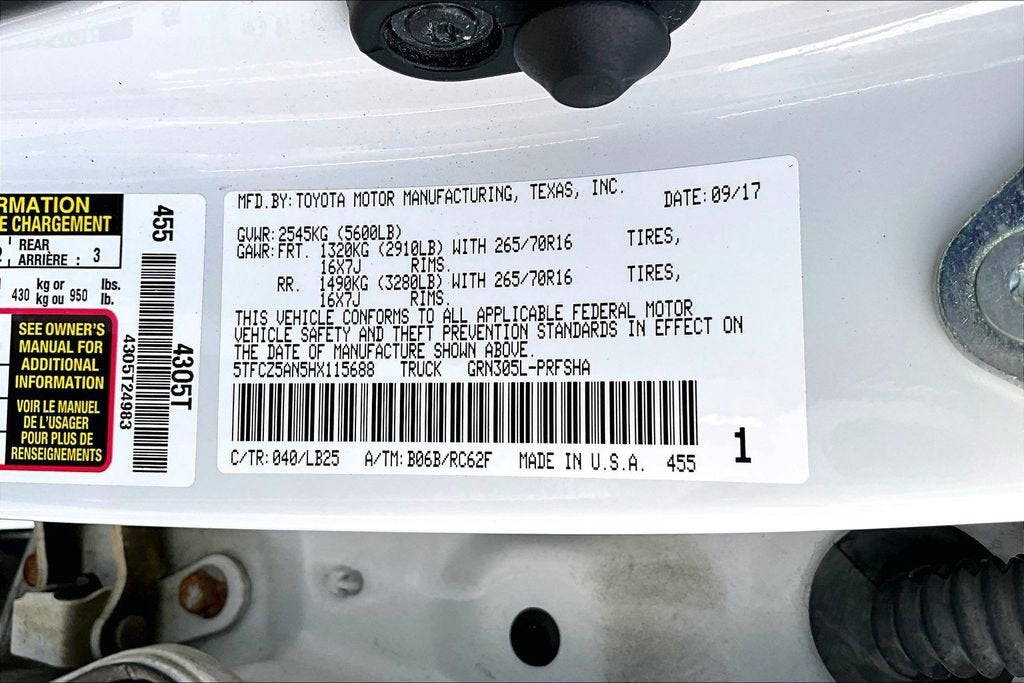 RMATION
E CHARGEMENT
REAR
ARRIÈRE : 3
430 kg or
kg ou 950 lbs.
lb.
SEE OWNER'S
MANUAL FOR
ADDITIONAL
INFORMATION
VOIR LE MANUEL
DE L'USAGER
POUR PLUS DE
RENSEIGNEMENTS
455
4305T24983
4305T
MFD.BY: TOYOTA MOTOR MANUFACTURING, TEXAS, INC. DATE: 09/17
GVWR: 2545KG (5600LB)
GAWR: FRT. 1320KG (2910LB) WITH 265/70R16 TIRES,
16X7J RIMS.
RR. 1490KG (3280LB) WITH 265/70R16 TIRES,
16X7J RIMS.
THIS VEHICLE CONFORMS TO ALL APPLICABLE FEDERAL MOTOR
VEHICLE SAFETY AND THEFT PREVENTION STANDARDS IN EFFECT ON
THE DATE OF MANUFACTURE SHOWN ABOVE.
5TFCZ5AN5HX115688 TRUCK GRN305L-PRFSHA
C/TR: 040/LB25 A/TM: B06B/RC62F MADE IN U.S.A. 455 1